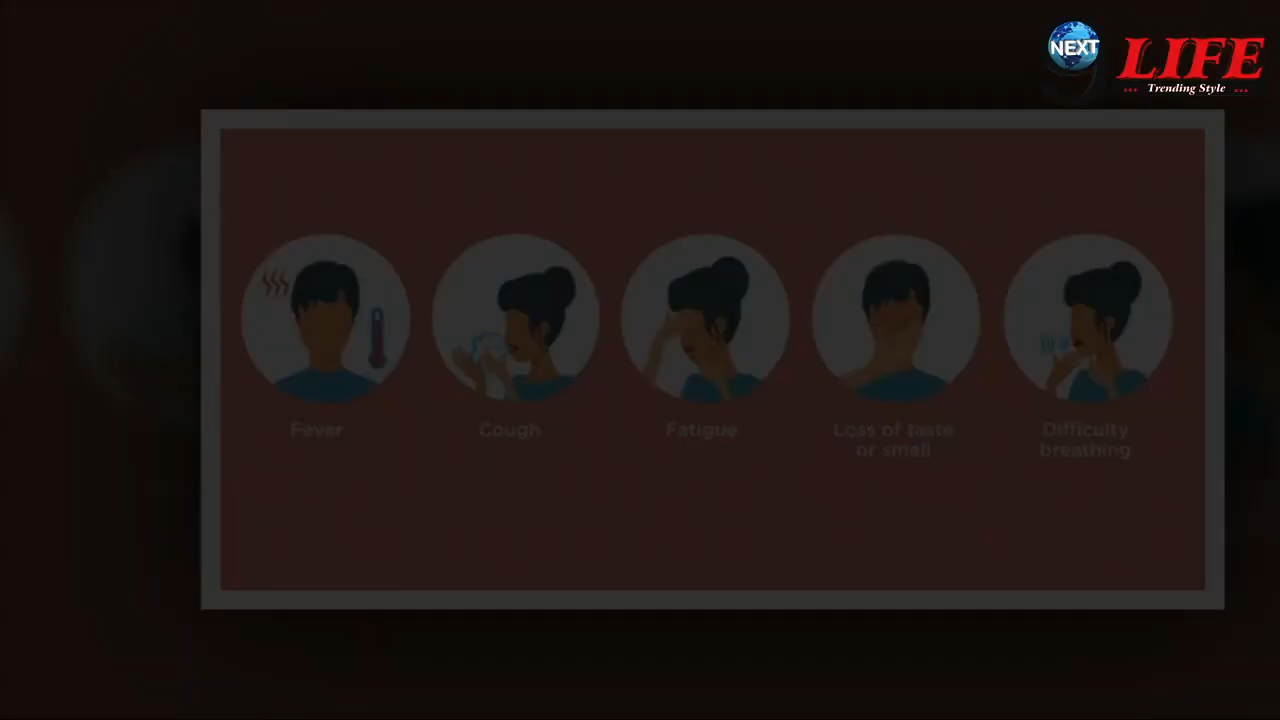 NEXT
LIFE
... Trending Style ...
Fever
Cough
Fatigue
Loss of taste
or smell
Difficulty
breathing